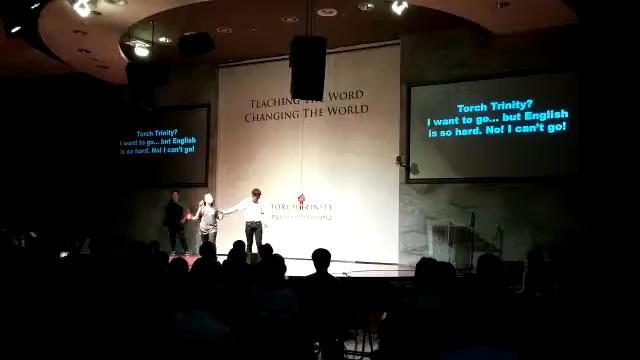 TEACHING THE WORD
CHANGING THE WORLD
Torch Trinity?
I want to go... but English
is so hard. No! I can't go!
Torch Trinity?
I want to go... but English
is so hard. No! I can't go!
TORCH TRINITY